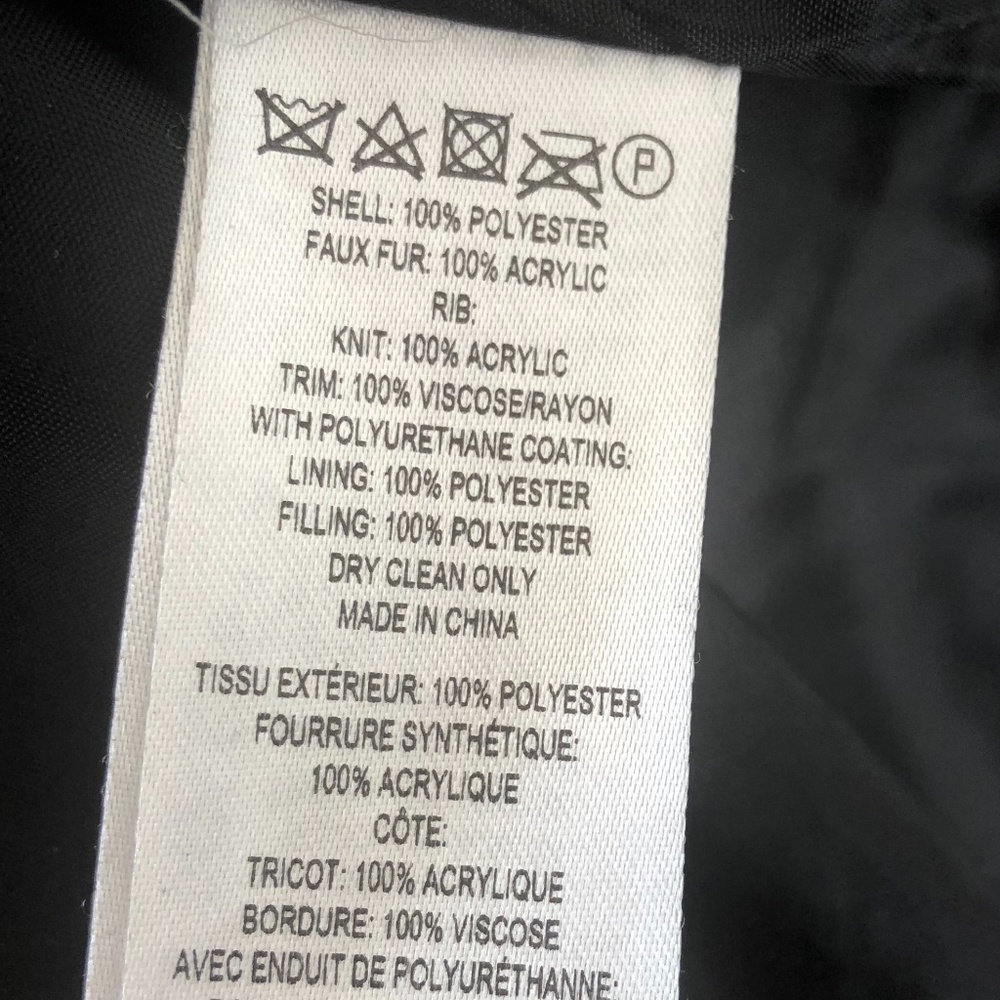 P
SHELL: 100% POLYESTER
FAUX FUR: 100% ACRYLIC
RIB:
KNIT: 100% ACRYLIC
TRIM: 100% VISCOSE/RAYON
WITH POLYURETHANE COATING:
LINING: 100% POLYESTER
FILLING: 100% POLYESTER
DRY CLEAN ONLY
MADE IN CHINA
TISSU EXTÉRIEUR: 100% POLYESTER
FOURRURE SYNTHÉTIQUE:
100% ACRYLIQUE
CÔTE:
TRICOT: 100% ACRYLIQUE
BORDURE: 100% VISCOSE
AVEC ENDUIT DE POLYURÉTHANNE: